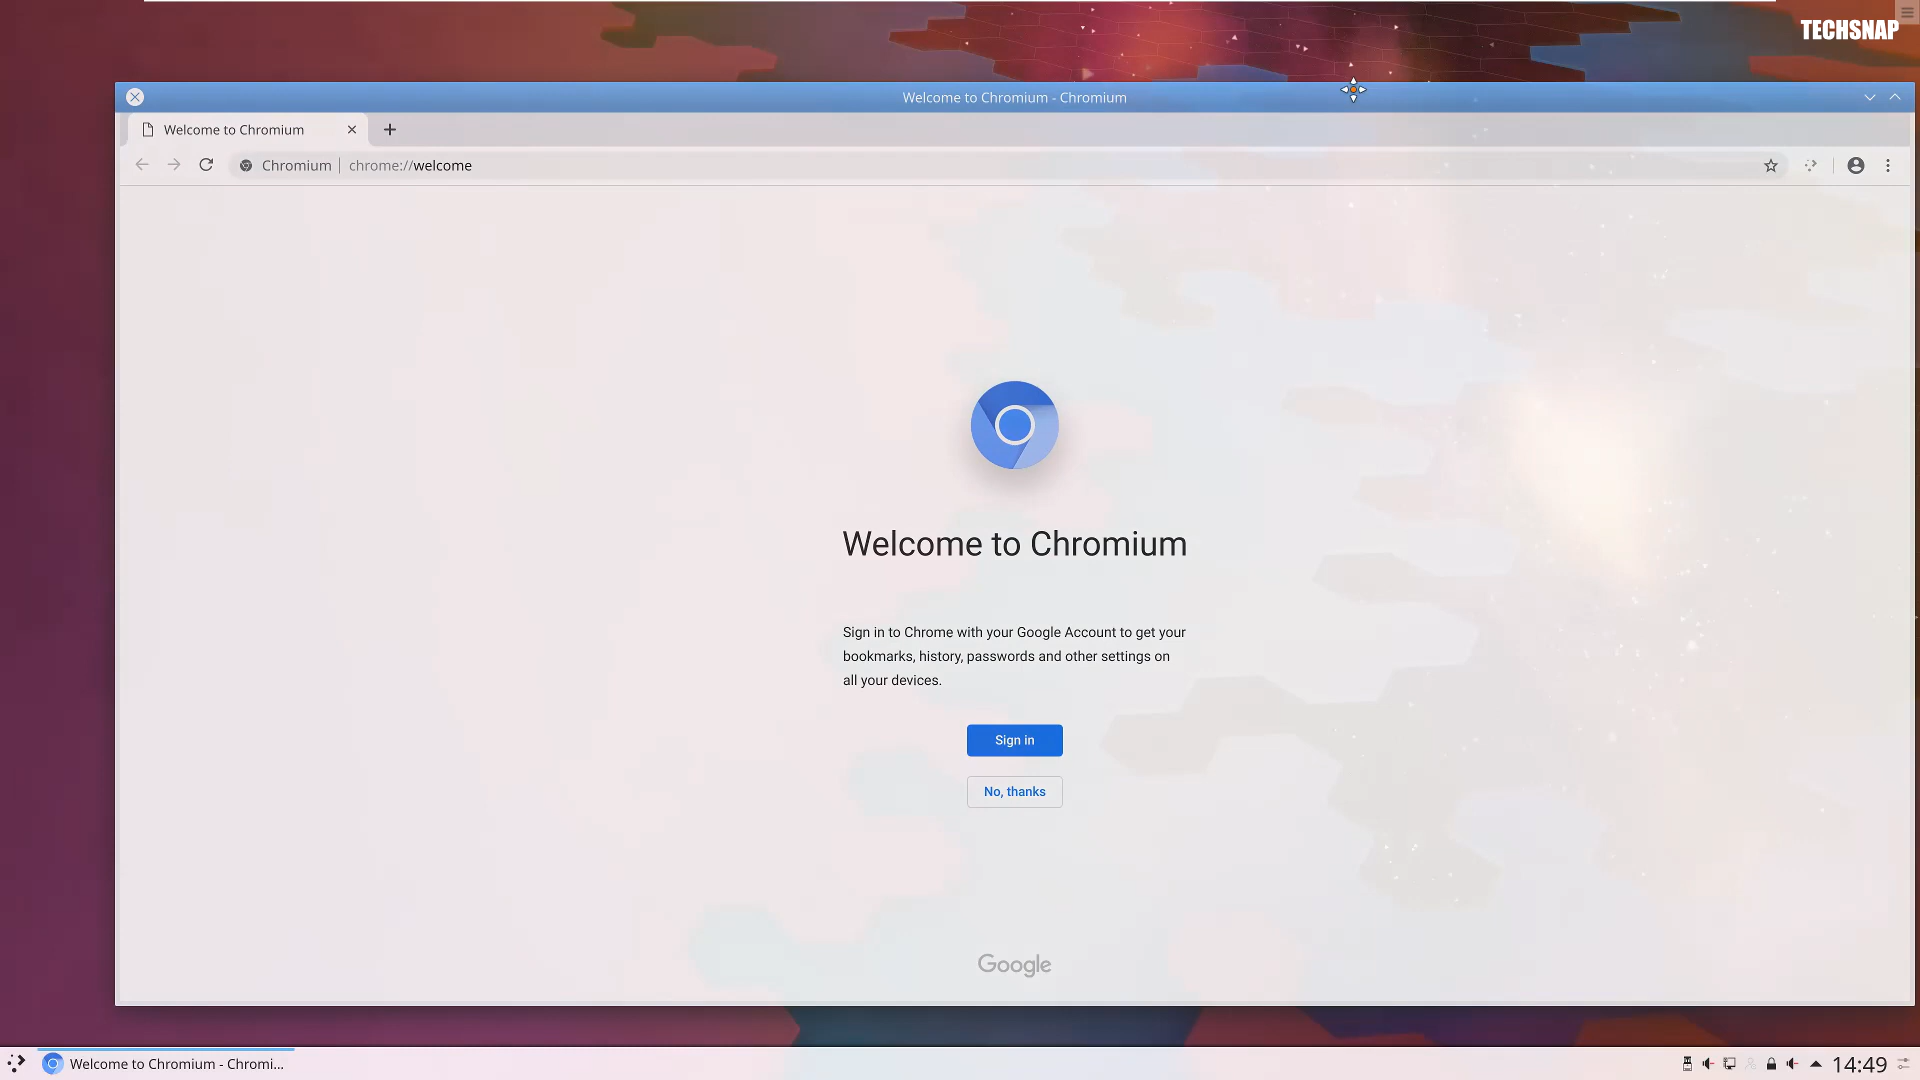 TECHSNAP
Welcome to Chromium - Chromium
Welcome to Chromium
Chromium | chrome://welcome
Welcome to Chromium
Sign in to Chrome with your Google Account to get your
bookmarks, history, passwords and other settings on
all your devices.
Sign in
No, thanks
Google
Welcome to Chromium - Chromi...
14:49